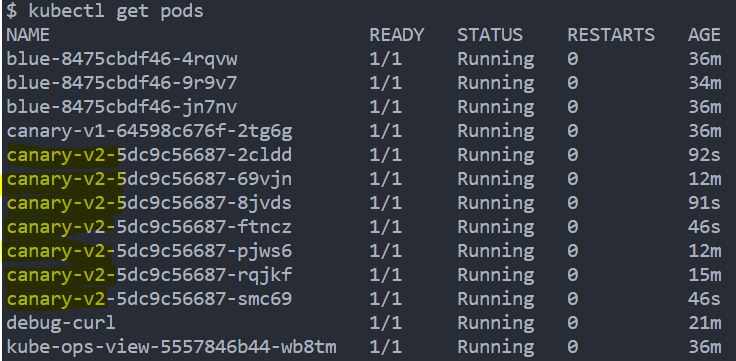 $ kubectl get pods
NAME READY STATUS RESTARTS AGE
blue-8475cbdf46-4rqvw 1/1 Running 0 36m
blue-8475cbdf46-9r9v7 1/1 Running 0 34m
blue-8475cbdf46-jn7nv 1/1 Running 0 36m
canary-v1-64598c676f-2tg6g 1/1 Running 0 36m
canary-v2-5dc9c56687-2cldd 1/1 Running 0 92s
canary-v2-5dc9c56687-69vjn 1/1 Running 0 12m
canary-v2-5dc9c56687-8jvds 1/1 Running 0 91s
canary-v2-5dc9c56687-ftncz 1/1 Running 0 46s
canary-v2-5dc9c56687-pjws6 1/1 Running 0 12m
canary-v2-5dc9c56687-rqjkf 1/1 Running 0 15m
canary-v2-5dc9c56687-smc69 1/1 Running 0 46s
debug-curl 1/1 Running 0 21m
kube-ops-view-5557846b44-wb8tm 1/1 Running 0 36m